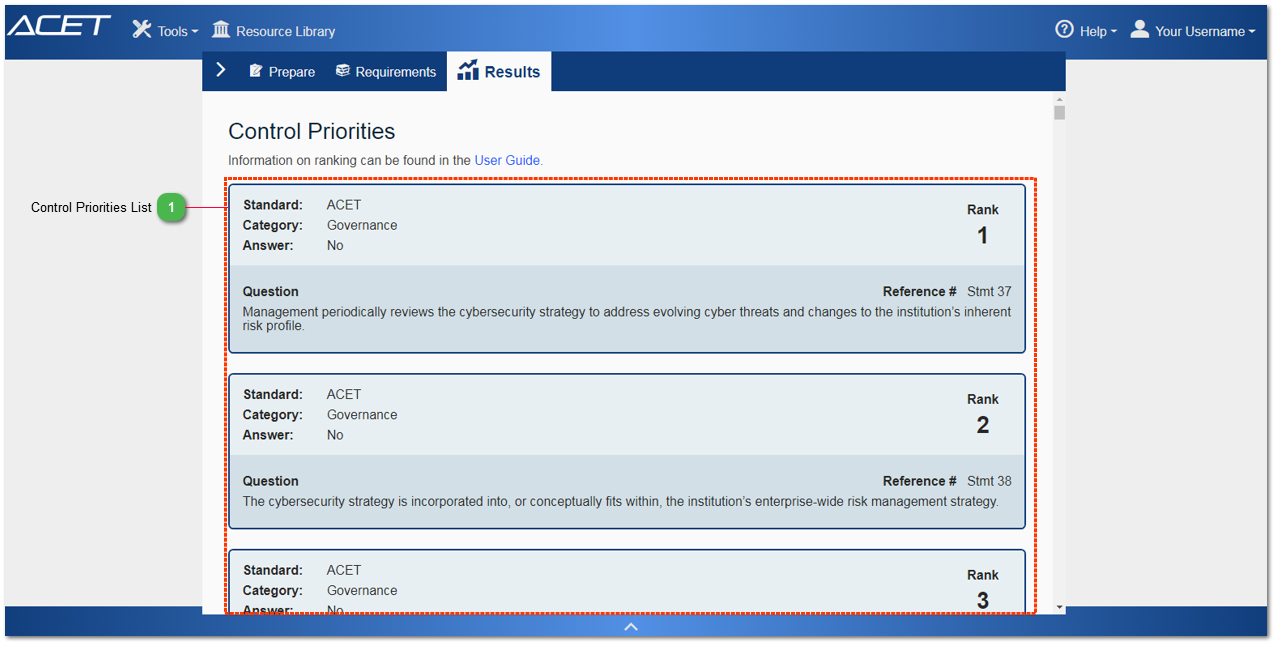 ACET Tools Resource Library Help Your Username
Prepare Requirements Results
Control Priorities
Information on ranking can be found in the User Guide.
Control Priorities List 1
Standard: ACET
Category: Governance
Answer: No
Rank
1
Question Reference # Stmt 37
Management periodically reviews the cybersecurity strategy to address evolving cyber threats and changes to the institution’s inherent
risk profile.
Standard: ACET
Category: Governance
Answer: No
Rank
2
Question Reference # Stmt 38
The cybersecurity strategy is incorporated into, or conceptually fits within, the institution’s enterprise-wide risk management strategy.
Standard: ACET
Category: Governance
Answer: No
Rank
3